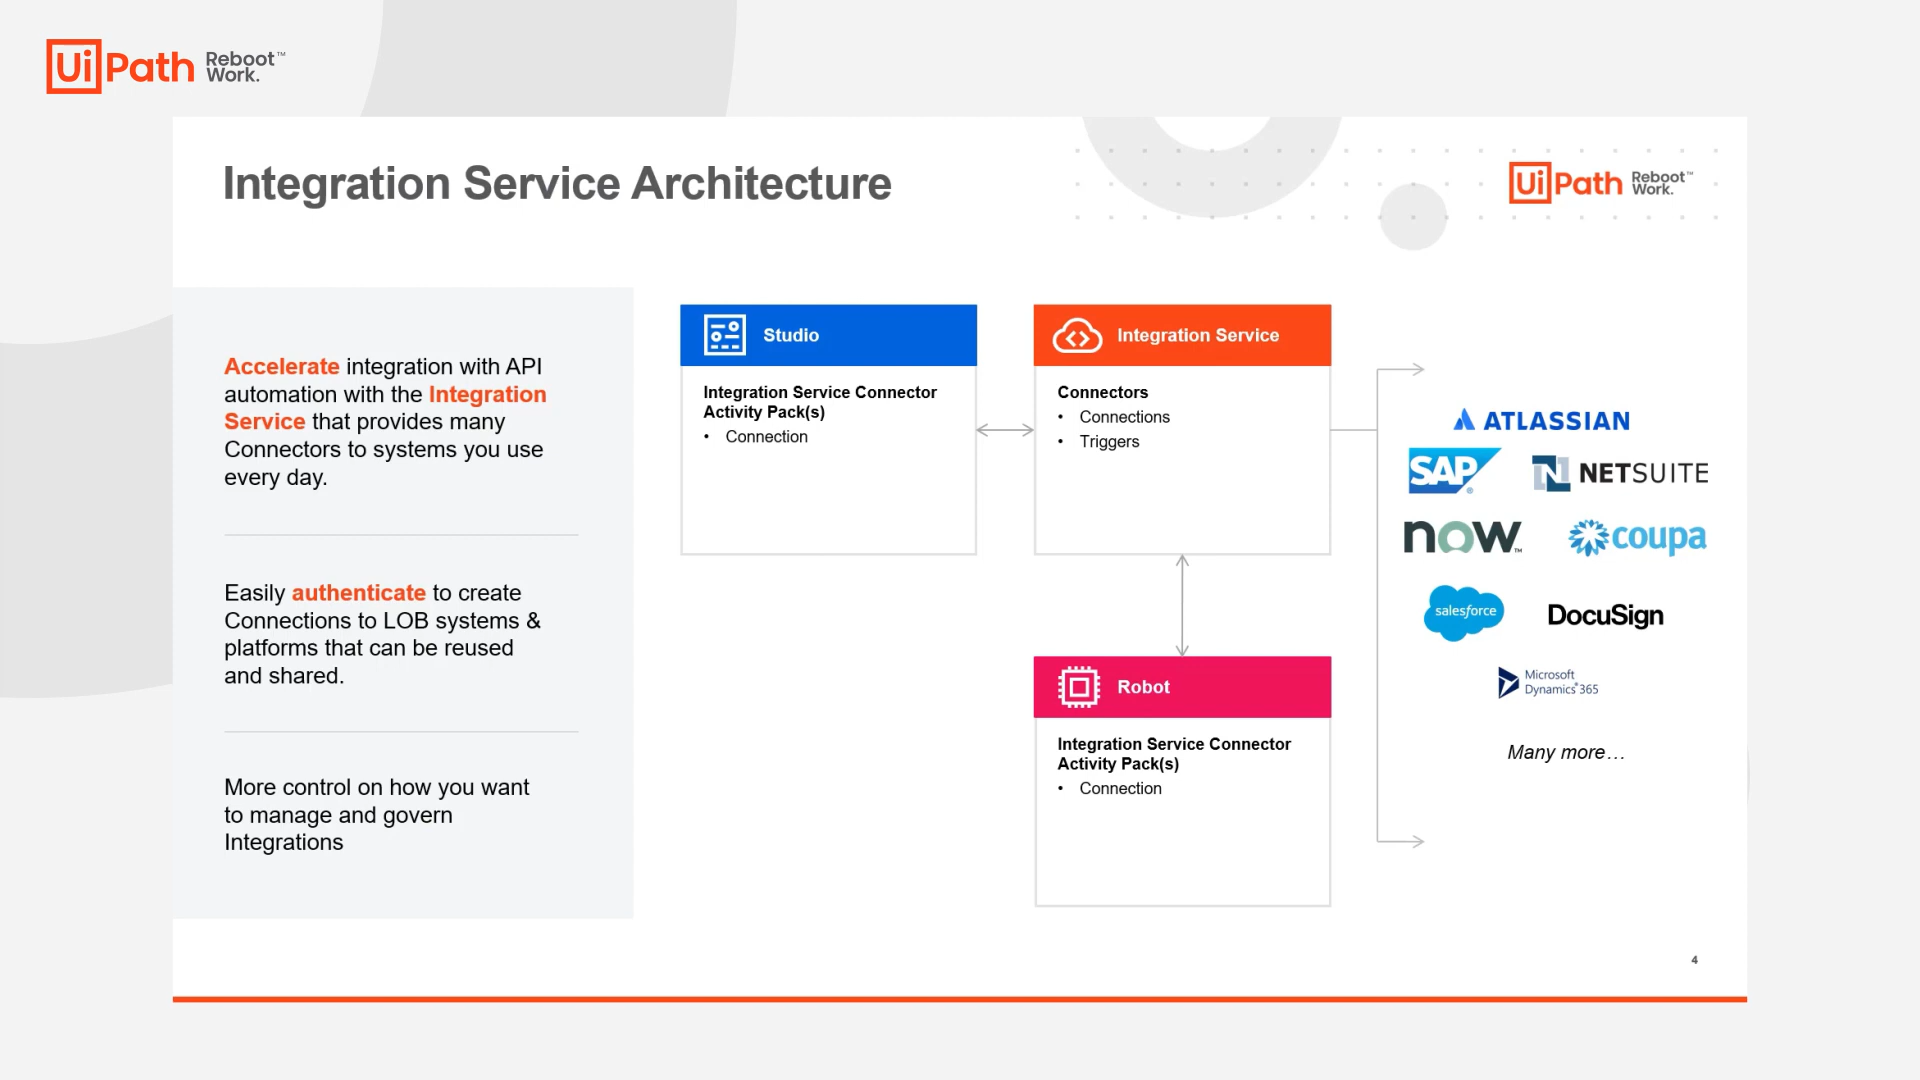 UiPath Reboot™
Work.
Integration Service Architecture
UiPath Reboot™
Work.
Accelerate integration with API
automation with the Integration
Service that provides many
Connectors to systems you use
every day.
Easily authenticate to create
Connections to LOB systems &
platforms that can be reused
and shared.
More control on how you want
to manage and govern
Integrations
Studio
Integration Service Connector
Activity Pack(s)
• Connection
Integration Service
Connectors
• Connections
• Triggers
Robot
Integration Service Connector
Activity Pack(s)
• Connection
ATLASSIAN
SAP®
N NETSUITE
now™
coupa
salesforce
DocuSign
Microsoft
Dynamics® 365
Many more…
4